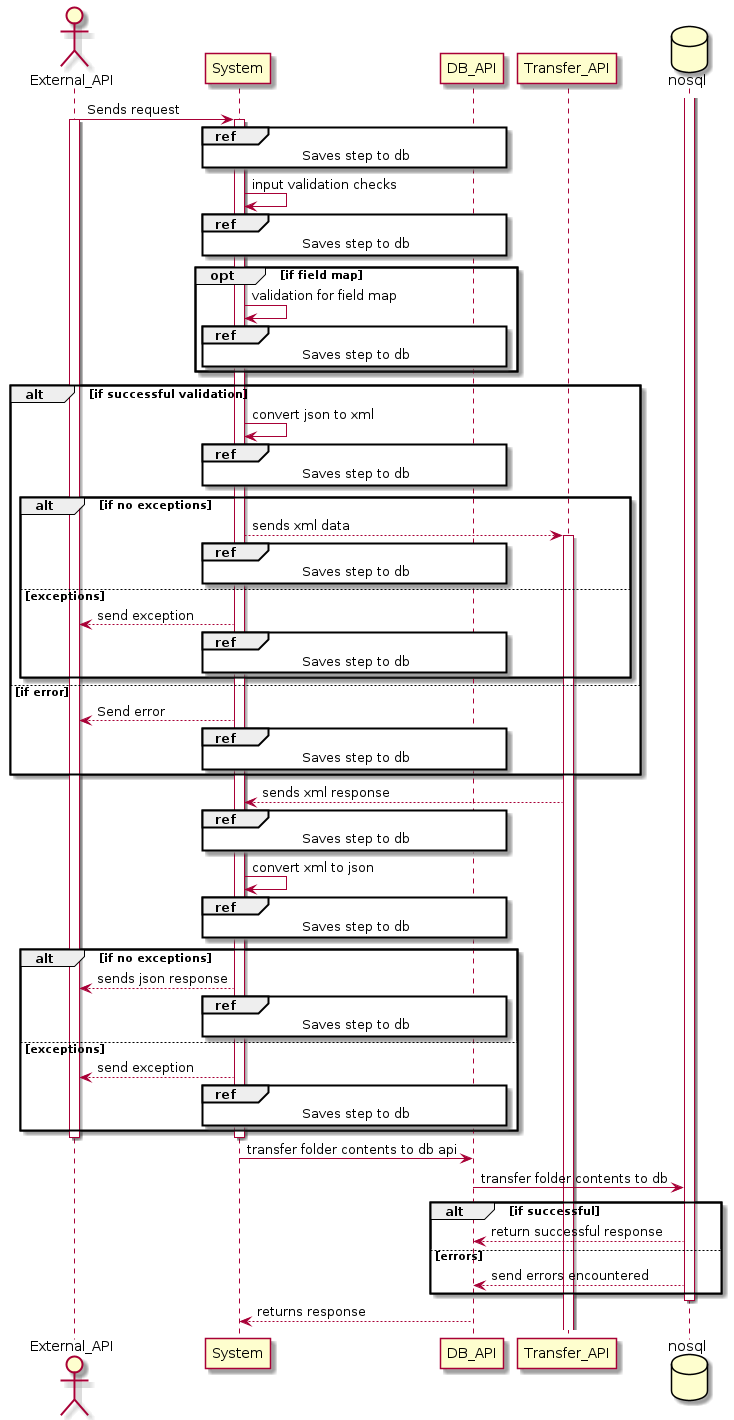 External_API
System
DB_API
Transfer_API
nosql
Sends request
ref
Saves step to db
input validation checks
ref
Saves step to db
opt
[if field map]
validation for field map
ref
Saves step to db
alt
[if successful validation]
convert json to xml
ref
Saves step to db
alt
[if no exceptions]
sends xml data
ref
Saves step to db
[exceptions]
send exception
ref
Saves step to db
[if error]
Send error
ref
Saves step to db
sends xml response
ref
Saves step to db
convert xml to json
ref
Saves step to db
alt
[if no exceptions]
sends json response
ref
Saves step to db
[exceptions]
send exception
ref
Saves step to db
transfer folder contents to db api
transfer folder contents to db
alt
[if successful]
return successful response
[errors]
send errors encountered
returns response
External_API
System
DB_API
Transfer_API
nosql